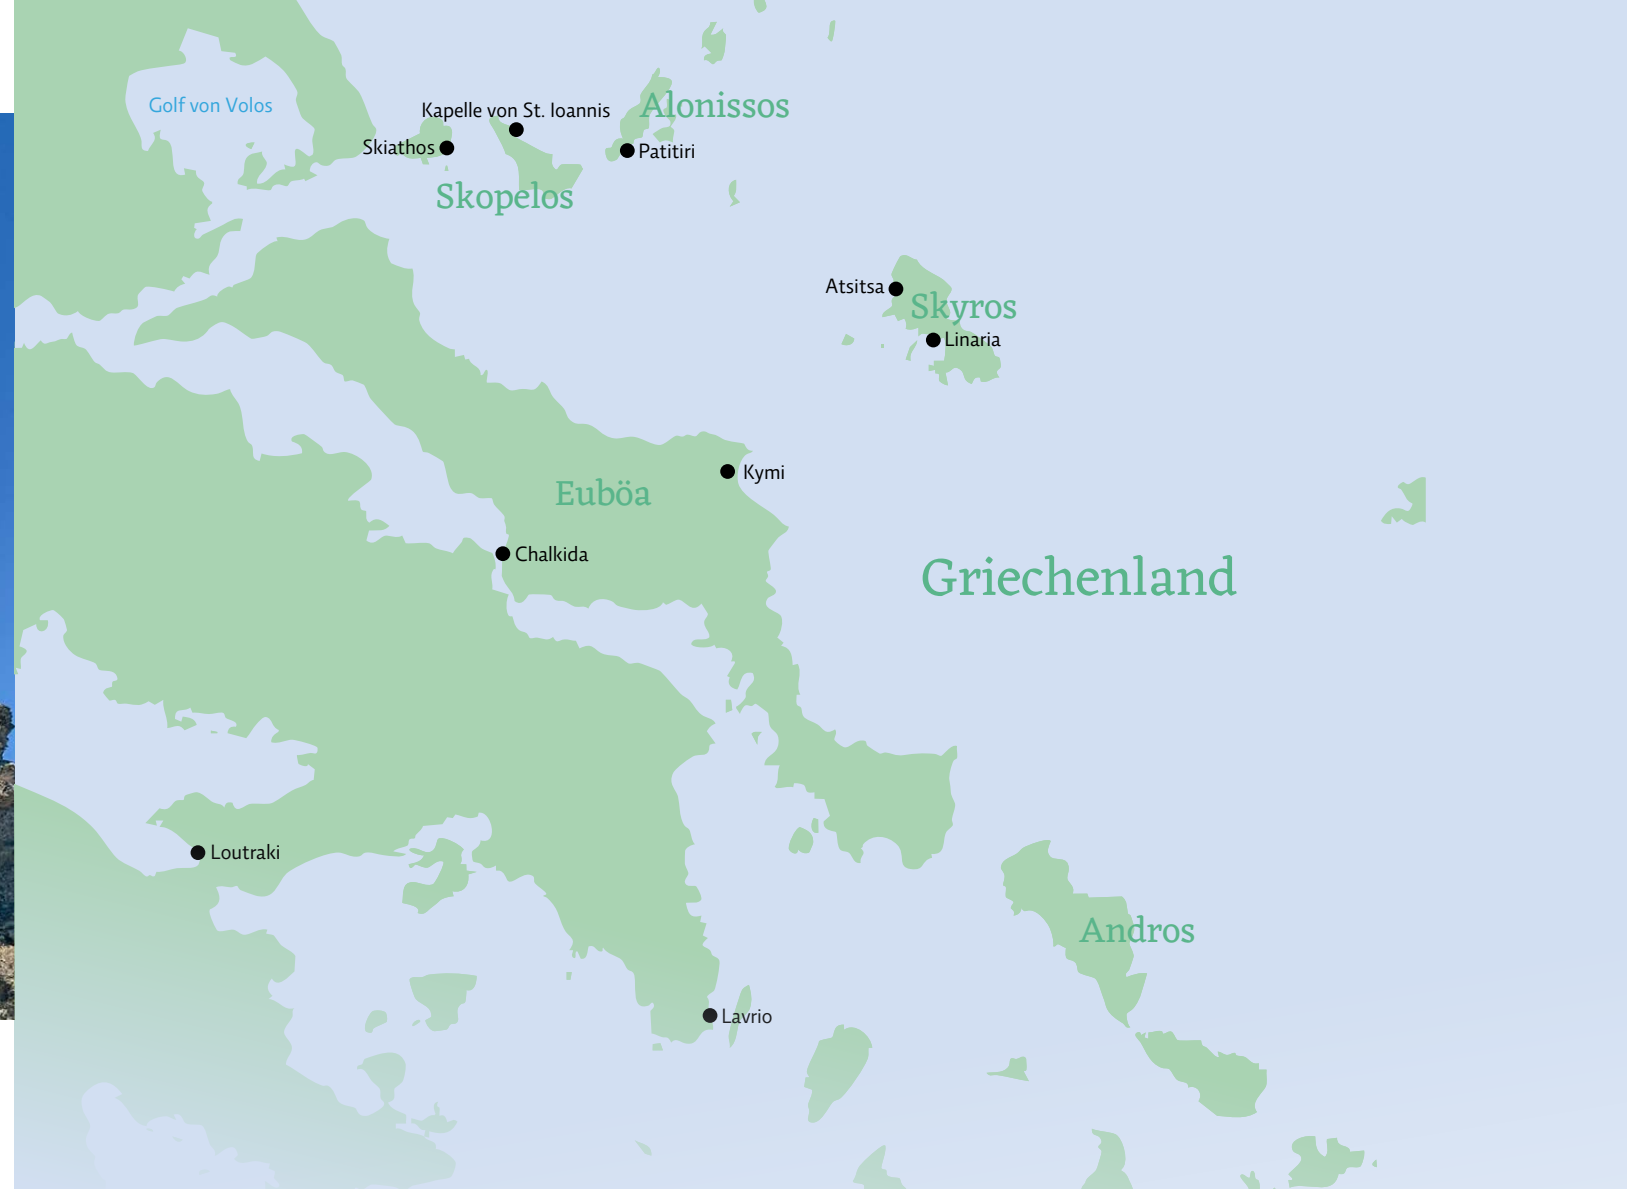 Golf von Volos
Kapelle von St. Ioannis
Alonissos
Skiathos
Patitiri
Skopelos
Atsitsa
Skyros
Linaria
Kymi
Euböa
Chalkida
Griechenland
Loutraki
Andros
Lavrio